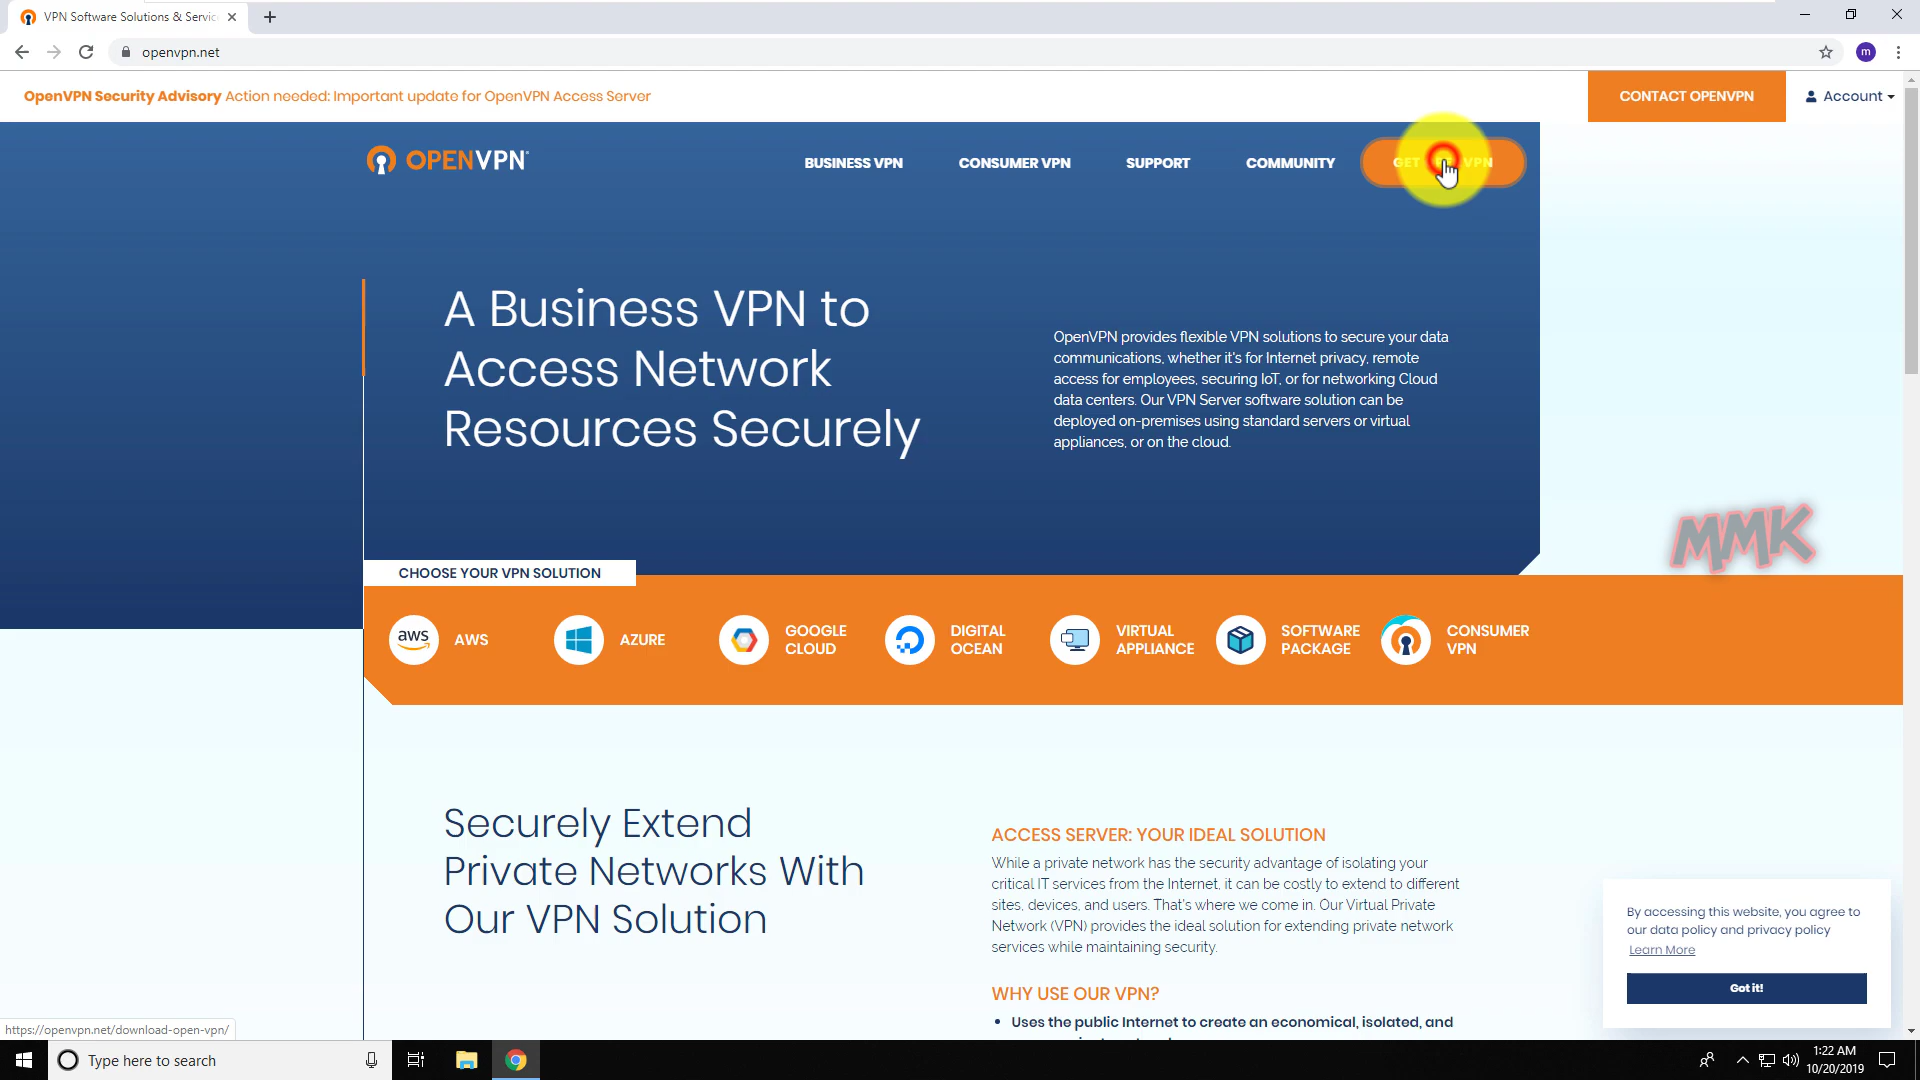 VPN Software Solutions & Servic
openvpn.net
m
OpenVPN Security Advisory Action needed: Important update for OpenVPN Access Server
CONTACT OPENVPN
Account
OPENVPN
BUSINESS VPN
CONSUMER VPN
SUPPORT
COMMUNITY
GET VPN
A Business VPN to
Access Network
Resources Securely
OpenVPN provides flexible VPN solutions to secure your data
communications, whether it's for Internet privacy, remote
access for employees, securing IoT, or for networking Cloud
data centers. Our VPN Server software solution can be
deployed on-premises using standard servers or virtual
appliances, or on the cloud.
MMK
CHOOSE YOUR VPN SOLUTION
aws
AWS
AZURE
GOOGLE
CLOUD
DIGITAL
OCEAN
VIRTUAL
APPLIANCE
SOFTWARE
PACKAGE
CONSUMER
VPN
Securely Extend
Private Networks With
Our VPN Solution
ACCESS SERVER: YOUR IDEAL SOLUTION
While a private network has the security advantage of isolating your
critical IT services from the Internet, it can be costly to extend to different
sites, devices, and users. That's where we come in. Our Virtual Private
Network (VPN) provides the ideal solution for extending private network
services while maintaining security.
WHY USE OUR VPN?
• Uses the public Internet to create an economical, isolated, and
By accessing this website, you agree to
our data policy and privacy policy
Learn More
Got it!
https://openvpn.net/download-open-vpn/
Type here to search
1:22 AM
10/20/2019